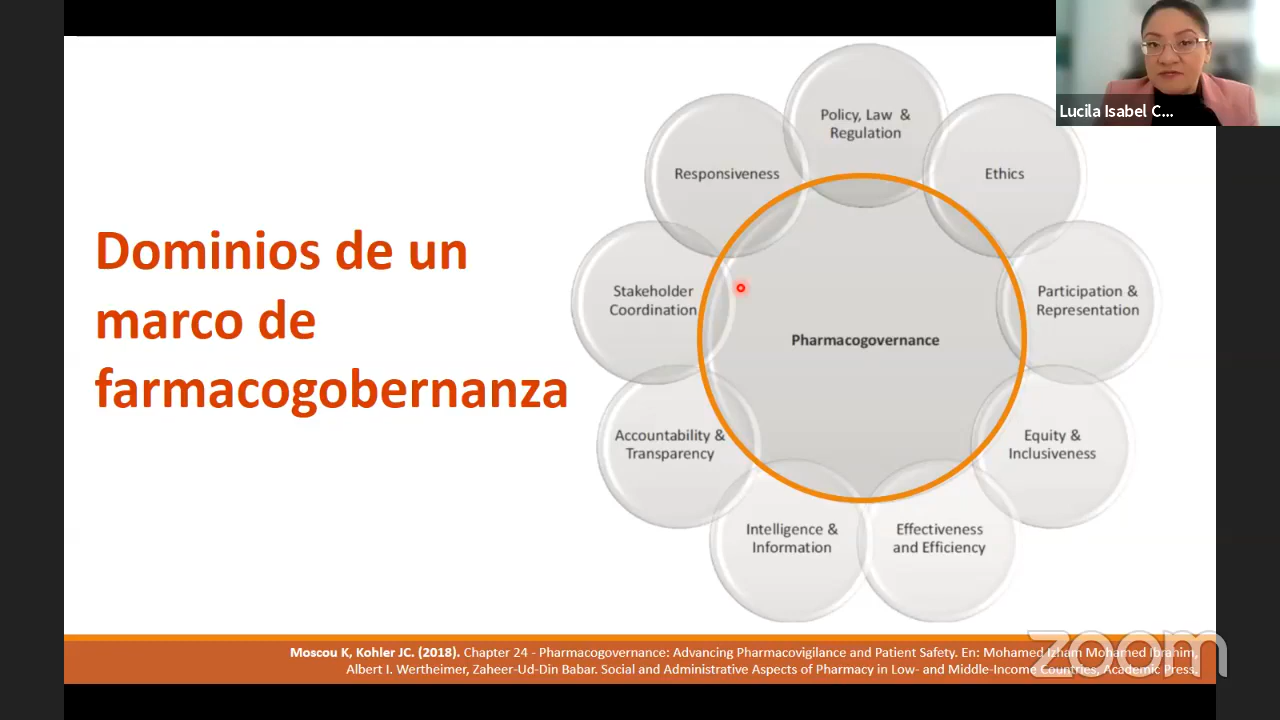 Dominios de un
marco de
farmacogobernanza
Policy, Law &
Regulation
Ethics
Participation &
Representation
Equity &
Inclusiveness
Effectiveness
and Efficiency
Intelligence &
Information
Accountability &
Transparency
Stakeholder
Coordination
Responsiveness
Pharmacogovernance
Lucila Isabel C...
Moscou K, Kohler JC. (2018). Chapter 24 - Pharmacogovernance: Advancing Pharmacovigilance and Patient Safety. En: Mohamed Izham Mohamed Ibrahim,
Albert I. Wertheimer, Zaheer-Ud-Din Babar. Social and Administrative Aspects of Pharmacy in Low- and Middle-Income Countries, Academic Press,
zoom